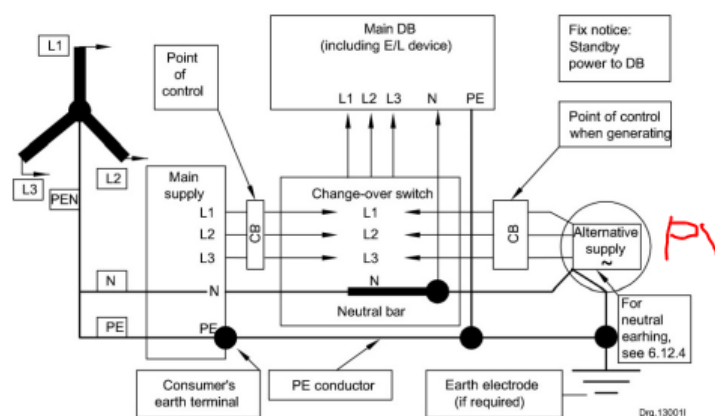 Main DB
(including E/L device)
L1 L2 L3 N PE
Fix notice:
Standby
power to DB
Point
of
control
Point of control
when generating
L1
L3
L2
PEN
Main
supply
L1
L2
L3
N
PE
CB
Change-over switch
L1
L2
L3
N
Neutral bar
CB
Alternative
supply
~
PV
N
PE
For
neutral
earhing,
see 6.12.4
Consumer's
earth terminal
PE conductor
Earth electrode
(if required)
Drg.13001l